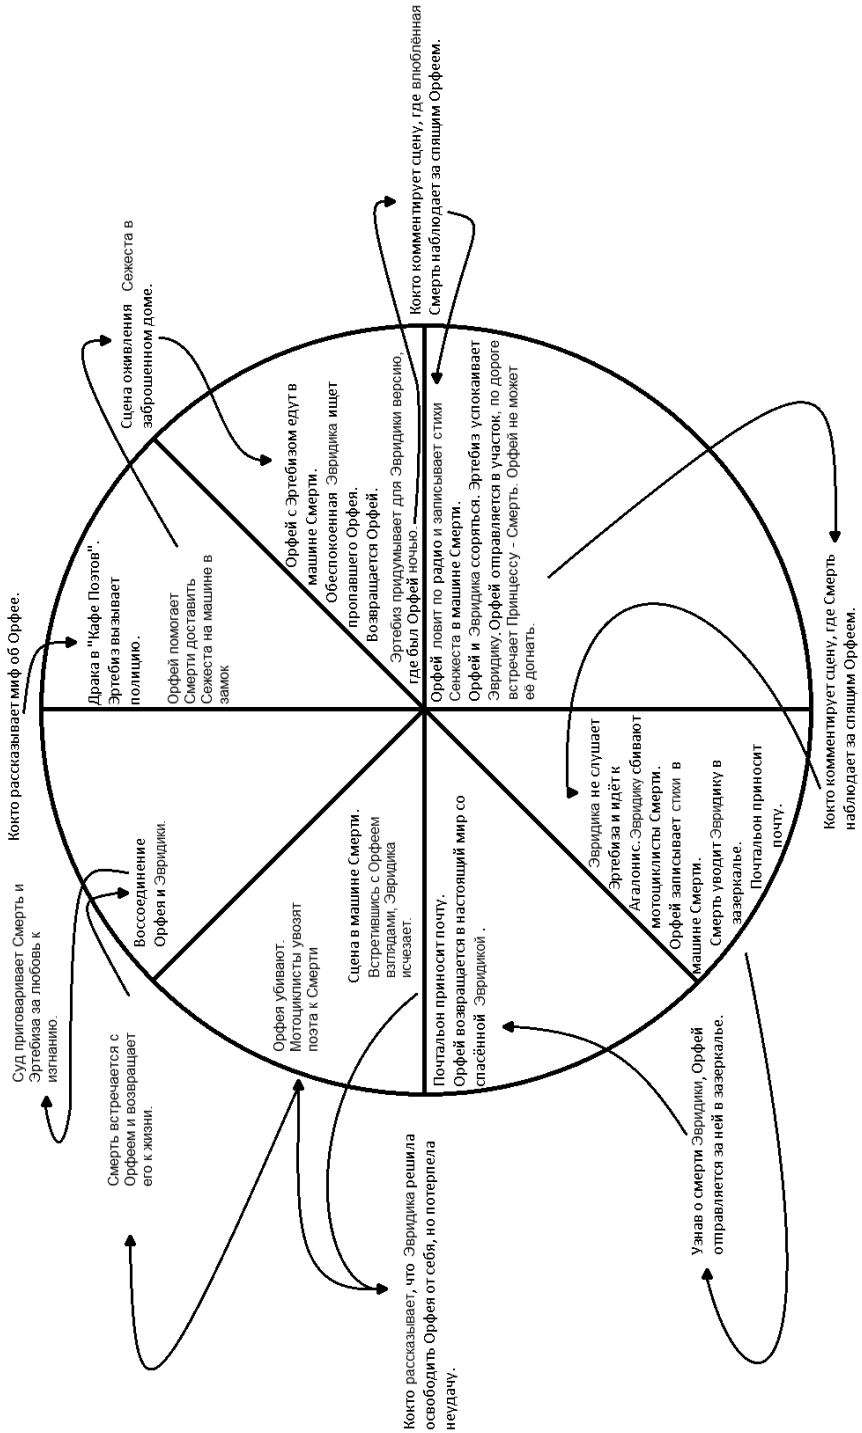 Кокто рассказывает миф об Орфее.
Драка в "Кафе Поэтов".
Эртебиз вызывает
полицию.
Орфей помогает
Смерти доставить
Сежеста на машине в
замок
Сцена оживления Сежеста в
заброшенном доме.
Орфей с Эртебизом едут в
машине Смерти.
Обеспокоенная Эвридика ищет
пропавшего Орфея.
Возвращается Орфей.
Эртебиз придумывает для Эвридики версию,
где был Орфей ночью.
Кокто комментирует сцену, где влюблённая
Смерть наблюдает за спящим Орфеем.
Орфей ловит по радио и записывает стихи
Сенжеста в машине Смерти.
Орфей и Эвридика ссоряться. Эртебиз успокаивает
Эвридику. Орфей отправляется в участок, по дороге
встречает Принцессу - Смерть. Орфей не может
её догнать.
Кокто комментирует сцену, где Смерть
наблюдает за спящим Орфеем.
Эвридика не слушает
Эртебиза и идёт к
Агалонис. Эвридику сбивают
мотоциклисты Смерти.
Орфей записывает стихи в
машине Смерти.
Смерть уводит Эвридику в
зазеркалье.
Почтальон приносит
почту.
Узнав о смерти Эвридики, Орфей
отправляется за ней в зазеркалье.
Почтальон приносит почту.
Орфей возвращается в настоящий мир со
спасённой Эвридикой .
Сцена в машине Смерти.
Встретившись с Орфеем
взглядами, Эвридика
исчезает.
Кокто рассказывает, что Эвридика решила
освободить Орфея от себя, но потерпела
неудачу.
Орфея убивают.
Мотоциклисты увозят
поэта к Смерти
Смерть встречается с
Орфеем и возвращает
его к жизни.
Воссоединение
Орфея и Эвридики.
Суд приговаривает Смерть и
Эртебиза за любовь к
изгнанию.